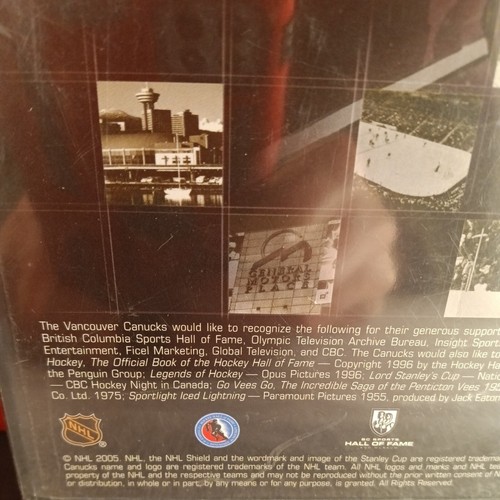 GENERAL
MOTORS
PLACE
The Vancouver Canucks would like to recognize the following for their generous support
British Columbia Sports Hall of Fame, Olympic Television Archive Bureau, Insight Sport
Entertainment, Ficel Marketing, Global Television, and CBC. The Canucks would also like to
Hockey, The Official Book of the Hockey Hall of Fame — Copyright 1996 by the Hockey Ha
the Penguin Group; Legends of Hockey — Opus Pictures 1996; Lord Stanley's Cup — Natio
— CBC Hockey Night in Canada; Go Vees Go, The Incredible Saga of the Penticton Vees 195
Co. Ltd. 1975; Sportlight Iced Lightning — Paramount Pictures 1955, produced by Jack Eaton
NHL
BC SPORTS
HALL OF FAME
© NHL 2005. NHL, the NHL Shield and the wordmark and image of the Stanley Cup are registered trademarks
Canucks name and logo are registered trademarks of the NHL team. All NHL logos and marks and NHL tea
property of the NHL and the respective teams and may not be reproduced without the prior written consent of N
or distribution, in whole or in part, by any means or for any purpose, is granted. All Rights Reserved.